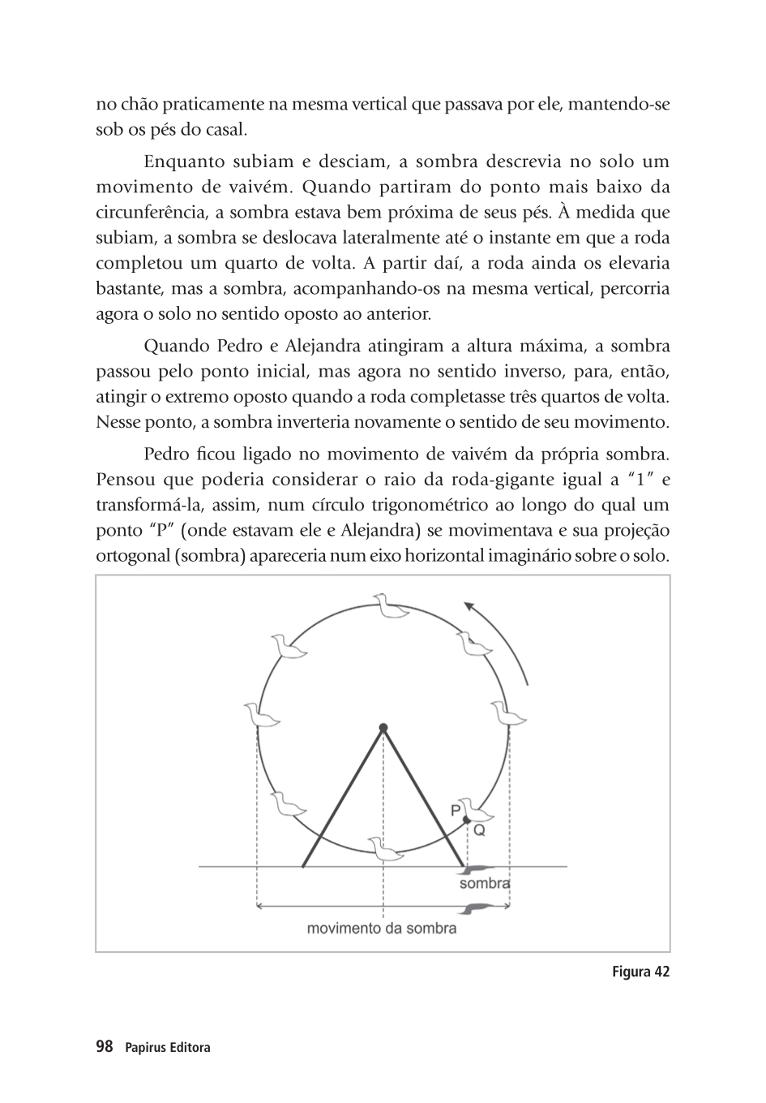 no chão praticamente na mesma vertical que passava por ele, mantendo-se
sob os pés do casal.
Enquanto subiam e desciam, a sombra descrevia no solo um
movimento de vaivém. Quando partiram do ponto mais baixo da
circunferência, a sombra estava bem próxima de seus pés. À medida que
subiam, a sombra se deslocava lateralmente até o instante em que a roda
completou um quarto de volta. A partir daí, a roda ainda os elevaria
bastante, mas a sombra, acompanhando-os na mesma vertical, percorria
agora o solo no sentido oposto ao anterior.
Quando Pedro e Alejandra atingiram a altura máxima, a sombra
passou pelo ponto inicial, mas agora no sentido inverso, para, então,
atingir o extremo oposto quando a roda completasse três quartos de volta.
Nesse ponto, a sombra inverteria novamente o sentido de seu movimento.
Pedro ficou ligado no movimento de vaivém da própria sombra.
Pensou que poderia considerar o raio da roda-gigante igual a “1” e
transformá-la, assim, num círculo trigonométrico ao longo do qual um
ponto “P” (onde estavam ele e Alejandra) se movimentava e sua projeção
ortogonal (sombra) apareceria num eixo horizontal imaginário sobre o solo.
P
Q
sombra
movimento da sombra
Figura 42
98 Papirus Editora